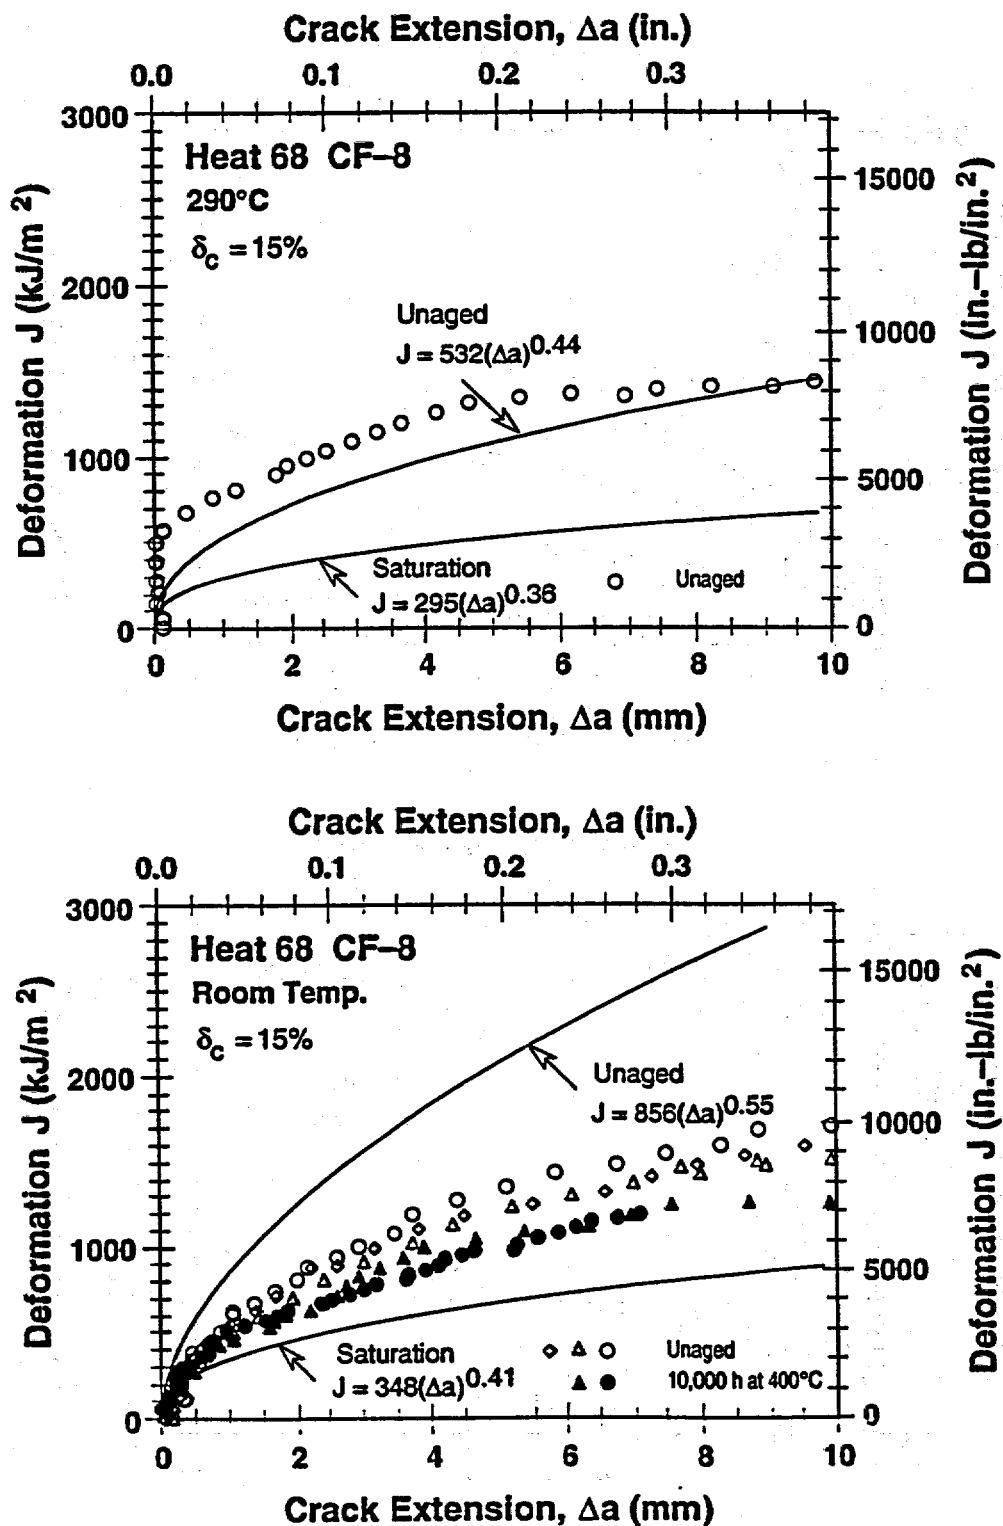 Crack Extension, Δa (in.)
0.0 0.1 0.2 0.3
3000
2000
1000
0
Deformation J (kJ/m 2)
Heat 68 CF–8
290°C
δc = 15%
Unaged
J = 532(Δa)0.44
Saturation
J = 295(Δa)0.36
Unaged
15000
10000
5000
0
Deformation J (in.–lb/in.2)
0 2 4 6 8 10
Crack Extension, Δa (mm)
Crack Extension, Δa (in.)
0.0 0.1 0.2 0.3
3000
2000
1000
0
Deformation J (kJ/m 2)
Heat 68 CF–8
Room Temp.
δc = 15%
Unaged
J = 856(Δa)0.55
Saturation
J = 348(Δa)0.41
Unaged
10,000 h at 400°C
15000
10000
5000
0
Deformation J (in.–lb/in.2)
0 2 4 6 8 10
Crack Extension, Δa (mm)